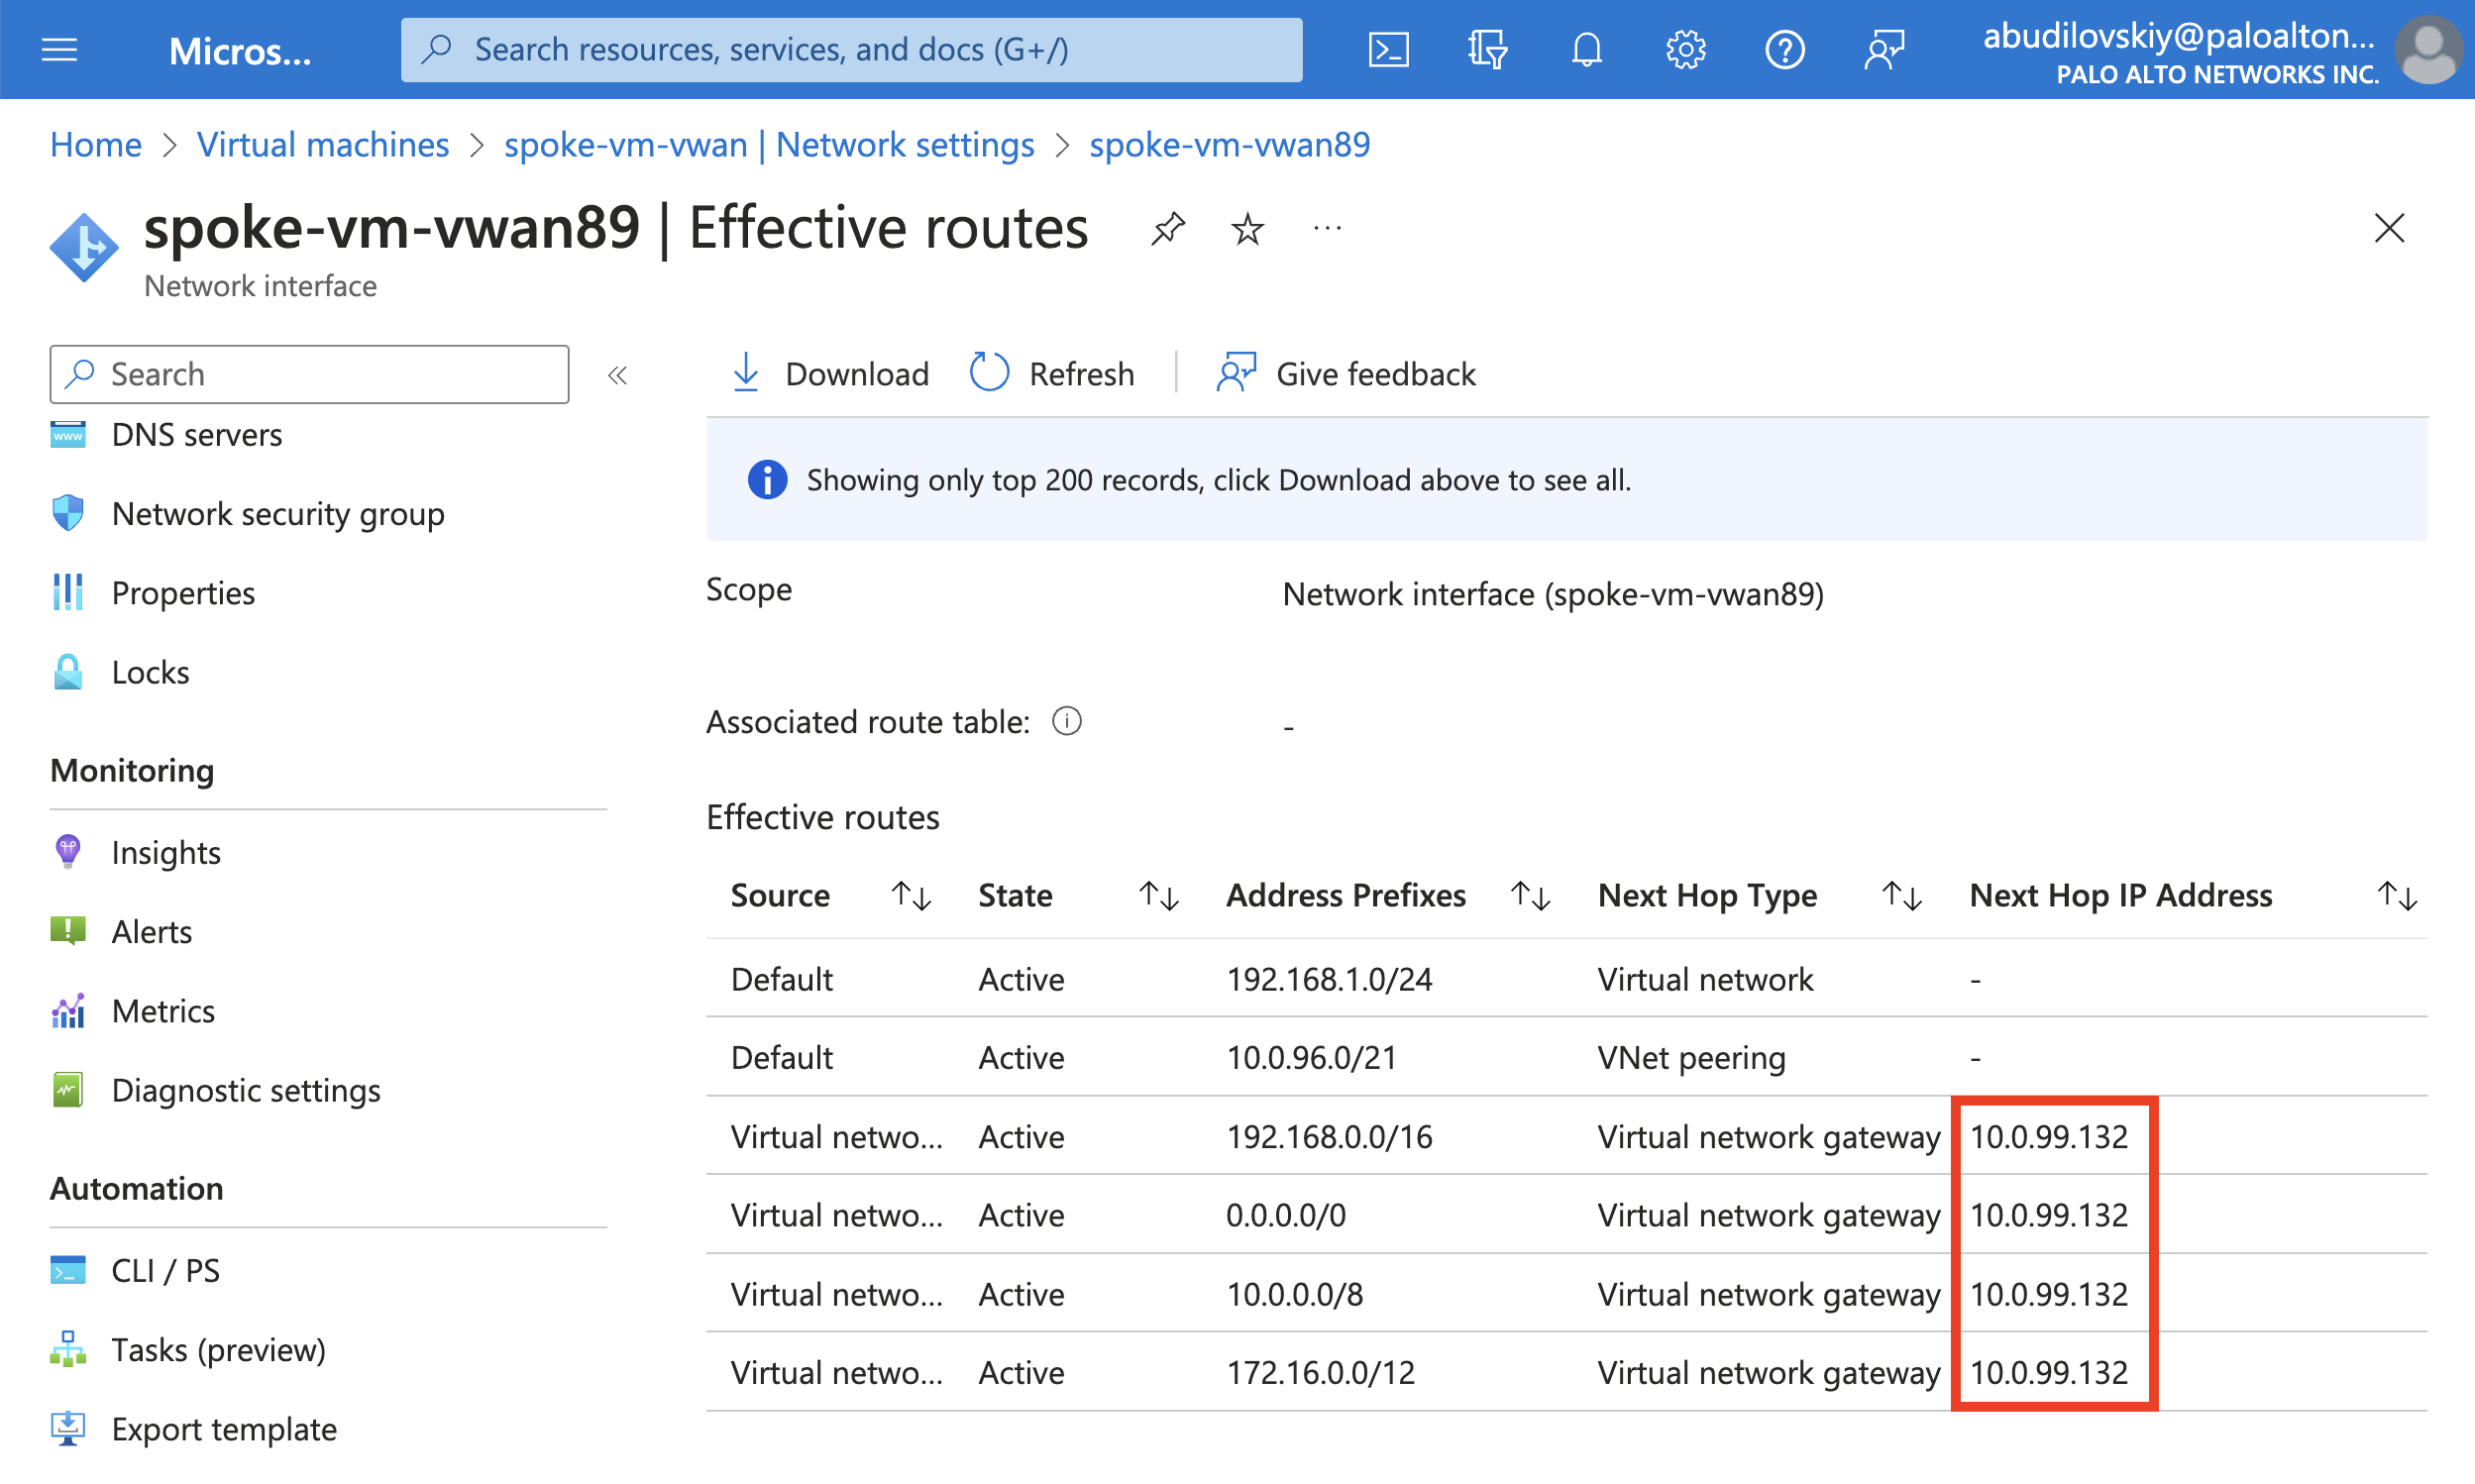 Micros...
Search resources, services, and docs (G+/)
abudilovskiy@paloalton...
PALO ALTO NETWORKS INC.
Home > Virtual machines > spoke-vm-vwan | Network settings > spoke-vm-vwan89
spoke-vm-vwan89 | Effective routes
Network interface
Search
DNS servers
Network security group
Properties
Locks
Monitoring
Insights
Alerts
Metrics
Diagnostic settings
Automation
CLI / PS
Tasks (preview)
Export template
Download Refresh Give feedback
Showing only top 200 records, click Download above to see all.
Scope Network interface (spoke-vm-vwan89)
Associated route table: -
Effective routes
Source State Address Prefixes Next Hop Type Next Hop IP Address
Default Active 192.168.1.0/24 Virtual network -
Default Active 10.0.96.0/21 VNet peering -
Virtual netwo... Active 192.168.0.0/16 Virtual network gateway 10.0.99.132
Virtual netwo... Active 0.0.0.0/0 Virtual network gateway 10.0.99.132
Virtual netwo... Active 10.0.0.0/8 Virtual network gateway 10.0.99.132
Virtual netwo... Active 172.16.0.0/12 Virtual network gateway 10.0.99.132